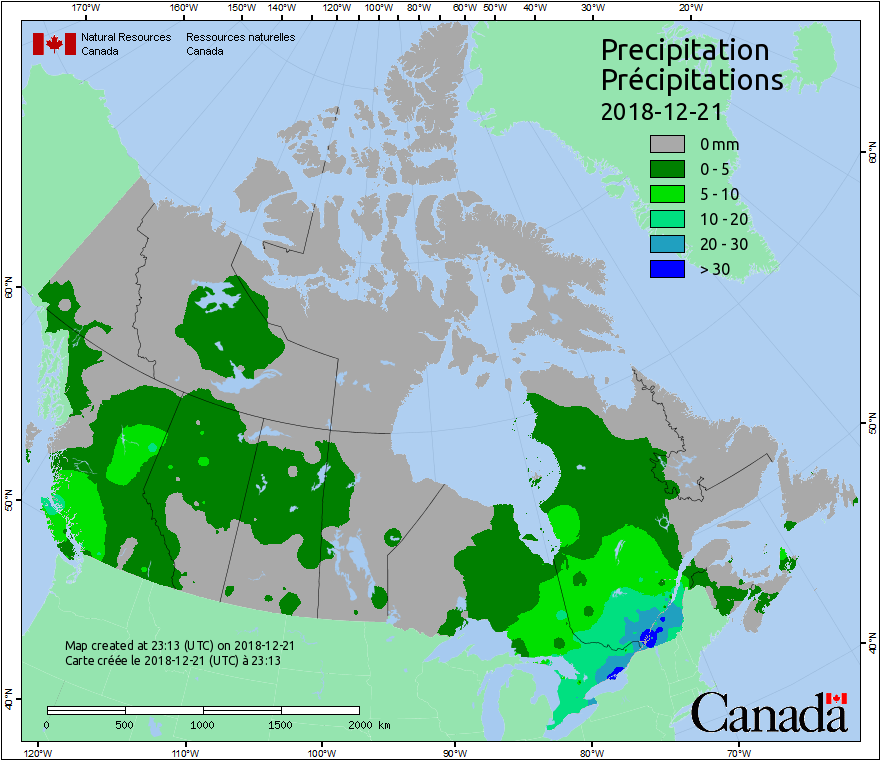 170°W 160°W 150°W 140°W 120°W 100°W 80°W 60°W 50°W 40°W 30°W 20°W
Natural Resources Ressources naturelles
Canada Canada
Precipitation
Précipitations
2018-12-21
0 mm
0 - 5
5 - 10
10 - 20
20 - 30
> 30
60°N 60°N
50°N 50°N
40°N 40°N
Map created at 23:13 (UTC) on 2018-12-21
Carte créée le 2018-12-21 (UTC) à 23:13
0 500 1000 1500 2000 km
Canada
120°W 110°W 100°W 90°W 80°W 70°W